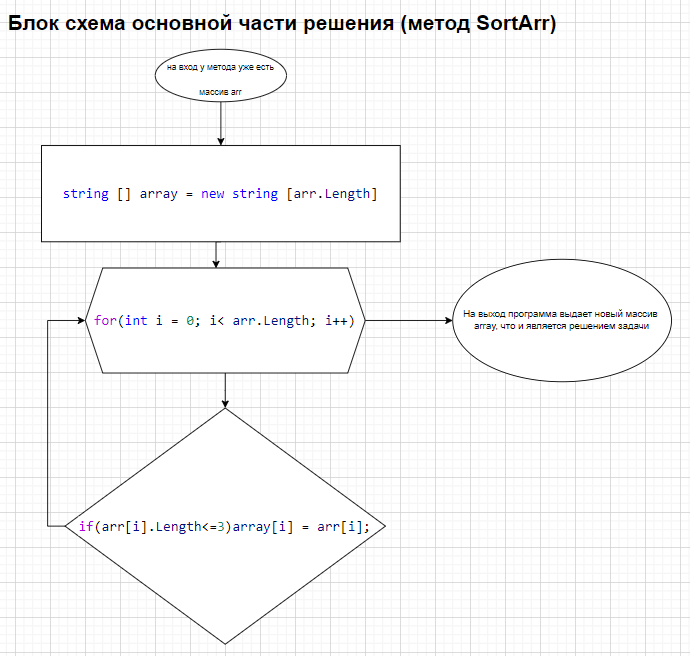 Блок схема основной части решения (метод SortArr)
на вход у метода уже есть
массив arr
string [] array = new string [arr.Length]
for(int i = 0; i< arr.Length; i++)
На выход программа выдает новый массив
array, что и является решением задачи
if(arr[i].Length<=3)array[i] = arr[i];